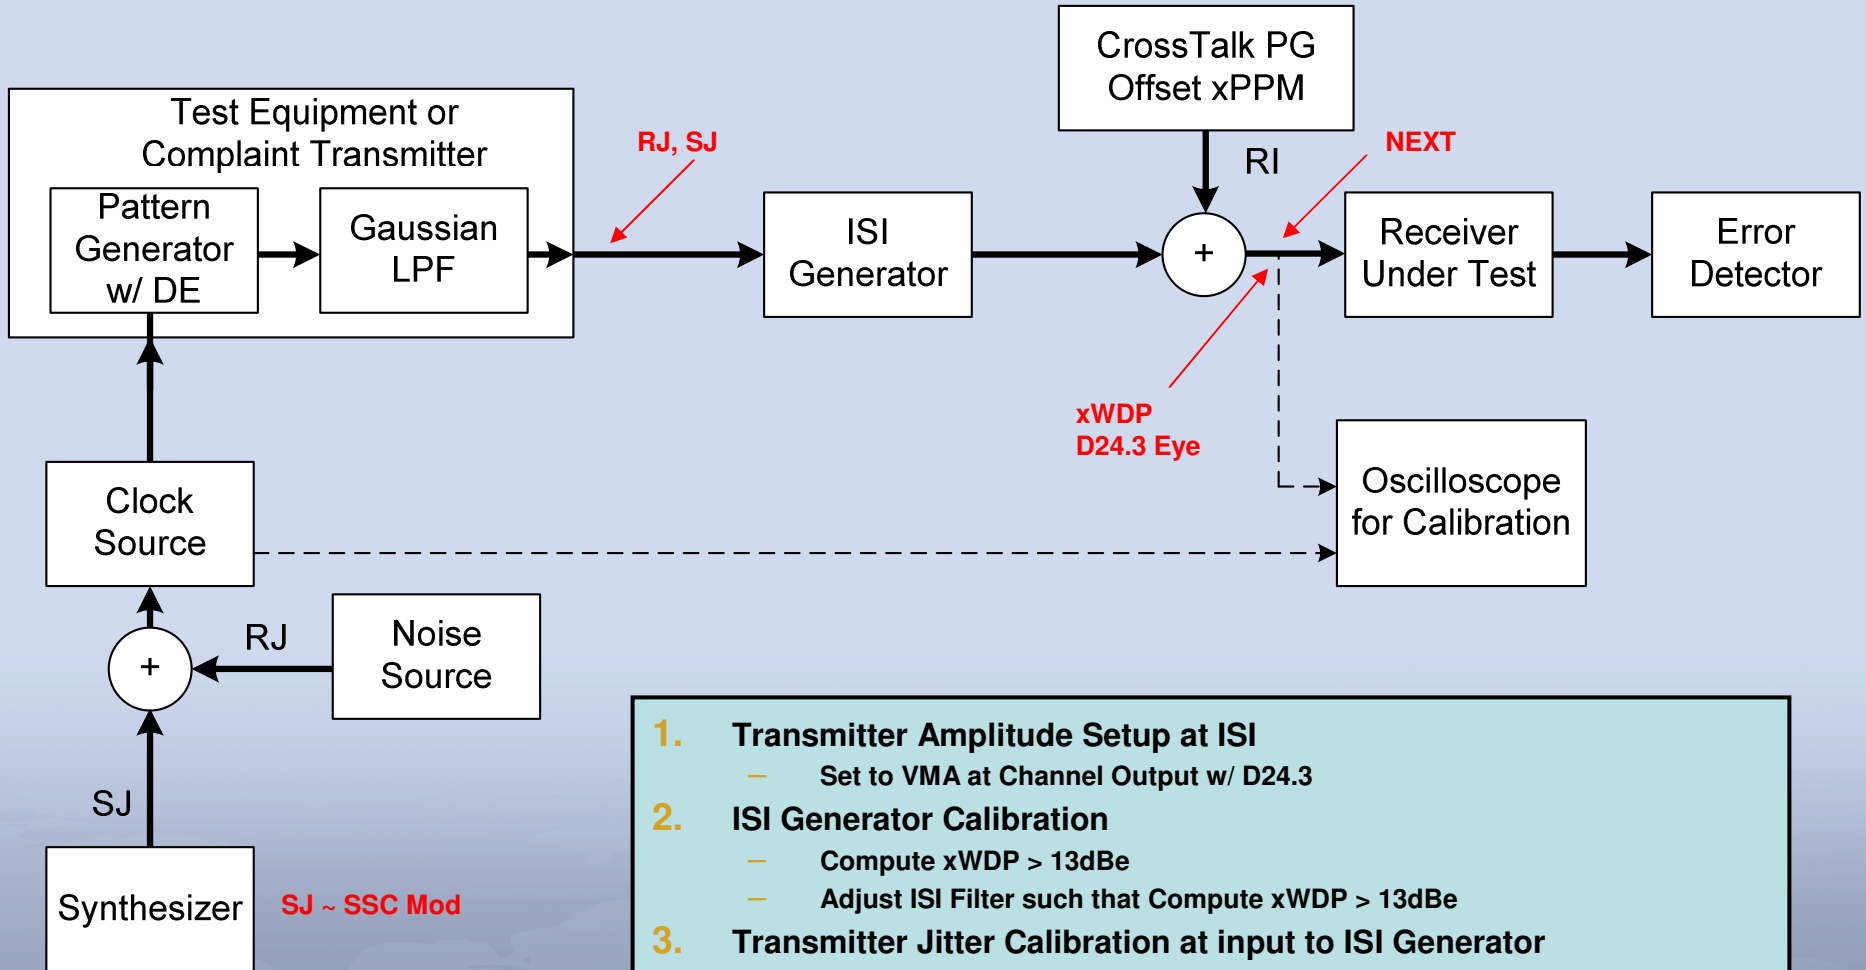 CrossTalk PG
Offset xPPM
Test Equipment or
Complaint Transmitter
RJ, SJ
NEXT
RI
Pattern
Generator
w/ DE
Gaussian
LPF
ISI
Generator
+
Receiver
Under Test
Error
Detector
xWDP
D24.3 Eye
Clock
Source
Oscilloscope
for Calibration
RJ
Noise
Source
+
SJ
Synthesizer
SJ ~ SSC Mod
1. Transmitter Amplitude Setup at ISI
– Set to VMA at Channel Output w/ D24.3
2. ISI Generator Calibration
– Compute xWDP > 13dBe
– Adjust ISI Filter such that Compute xWDP > 13dBe
3. Transmitter Jitter Calibration at input to ISI Generator